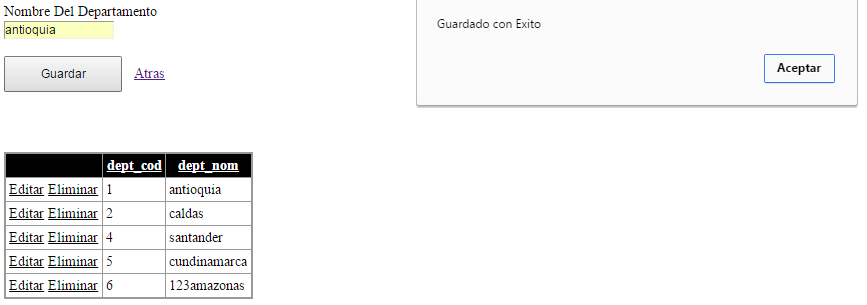 Nombre Del Departamento
antioquia
Guardar Atras
Guardado con Exito
Aceptar
dept_cod dept_nom
Editar Eliminar 1 antioquia
Editar Eliminar 2 caldas
Editar Eliminar 4 santander
Editar Eliminar 5 cundinamarca
Editar Eliminar 6 123amazonas